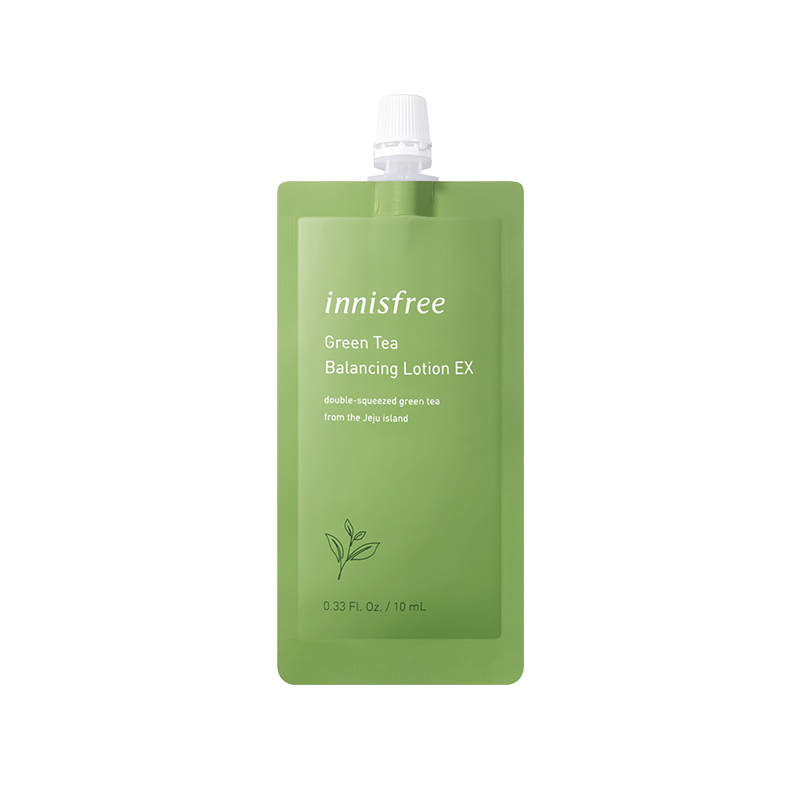 innisfree
Green Tea
Balancing Lotion EX
double-squeezed green tea
from the Jeju island
0.33 Fl. Oz. / 10 mL